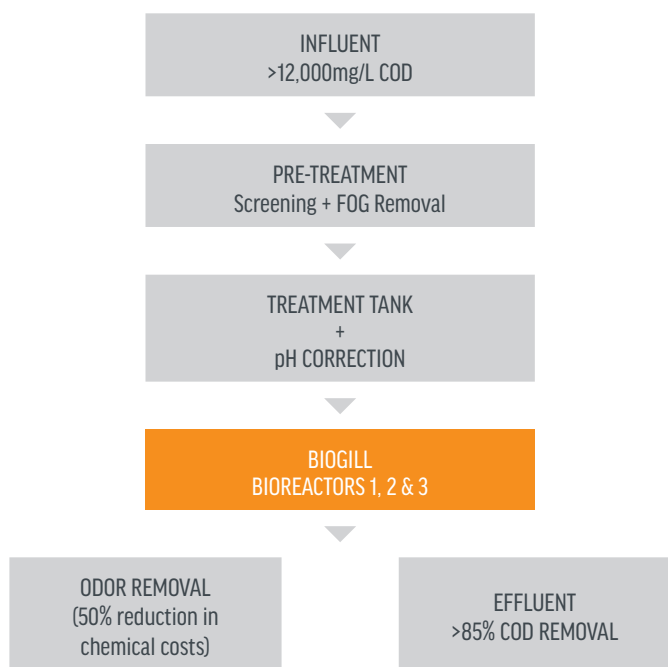 INFLUENT
>12,000mg/L COD
PRE-TREATMENT
Screening + FOG Removal
TREATMENT TANK
+
pH CORRECTION
BIOGILL
BIOREACTORS 1, 2 & 3
ODOR REMOVAL
(50% reduction in
chemical costs)
EFFLUENT
>85% COD REMOVAL